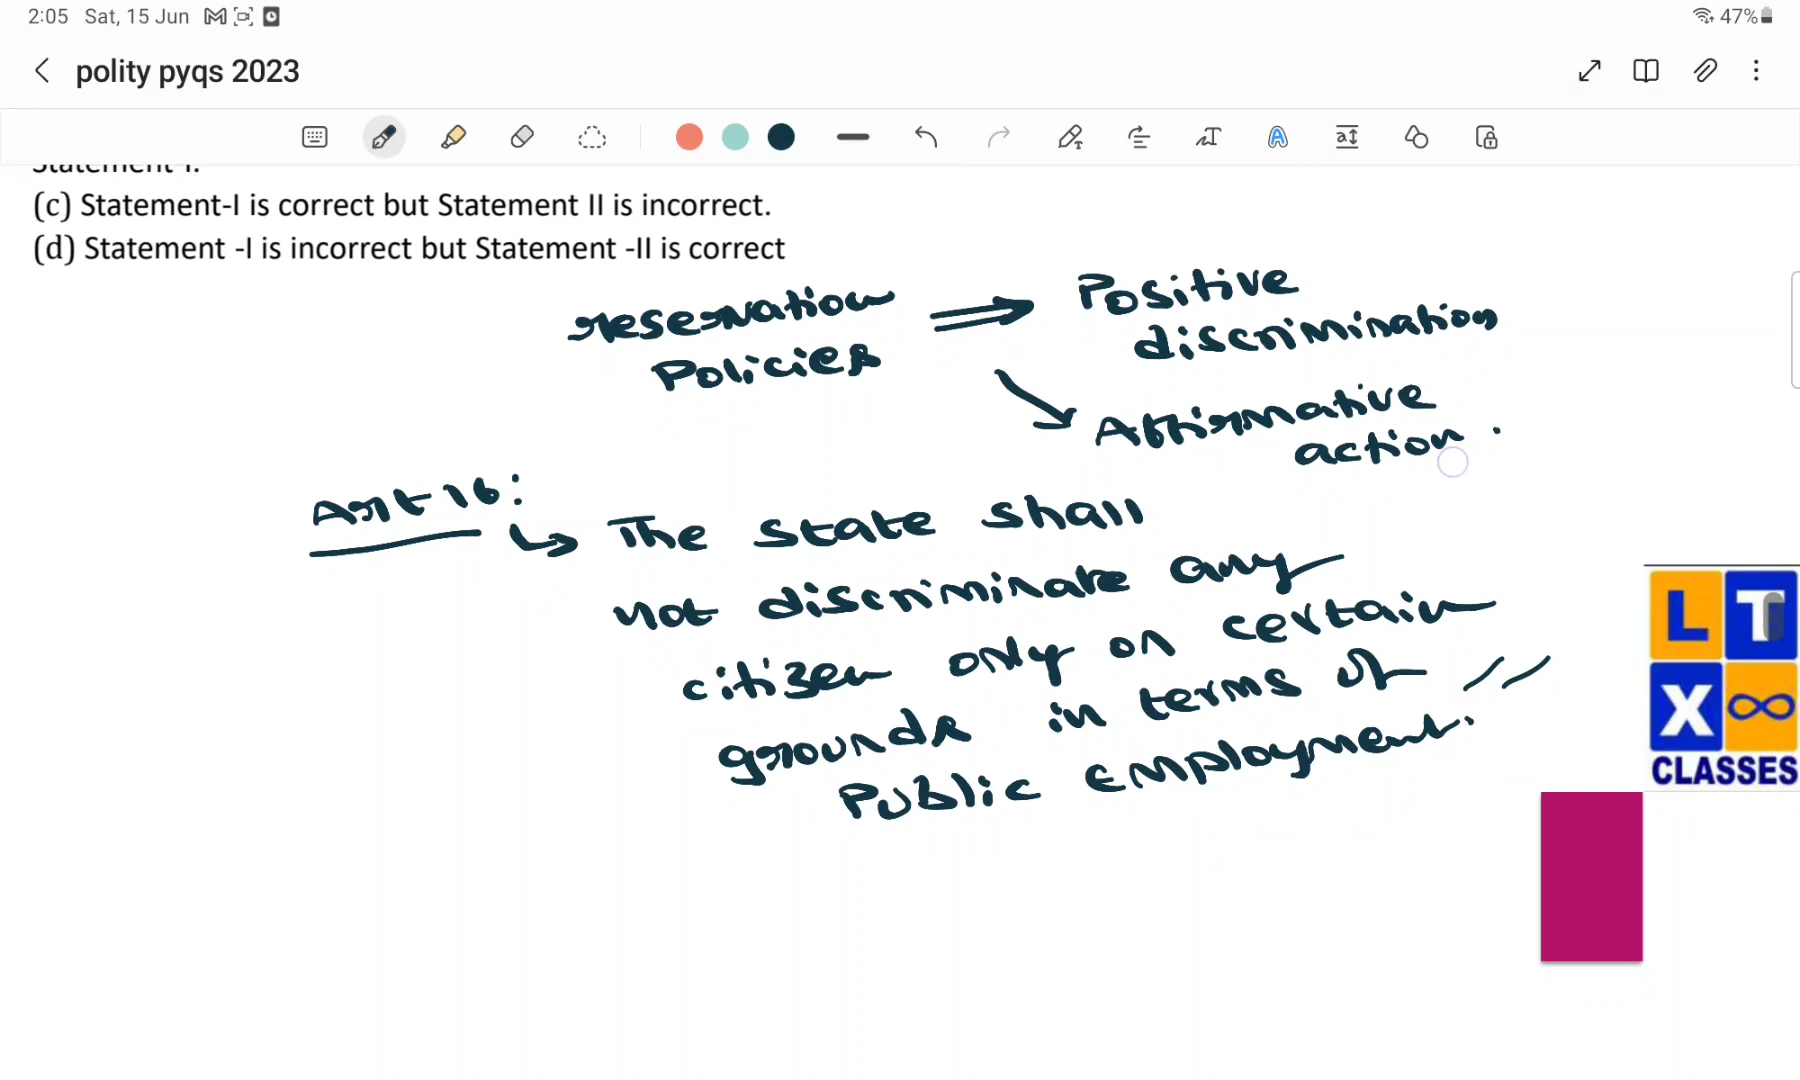 2:05 Sat, 15 Jun 47%
polity pyqs 2023
Statement-I.
(c) Statement-I is correct but Statement II is incorrect.
(d) Statement -I is incorrect but Statement -II is correct
reservation ⇒ Positive
Policies discrimination
↘ Affirmative
action.
Art 16:
↳ The state shall
not discriminate any
citizen only on certain
grounds in terms of //
Public employment.
LT
X∞
CLASSES